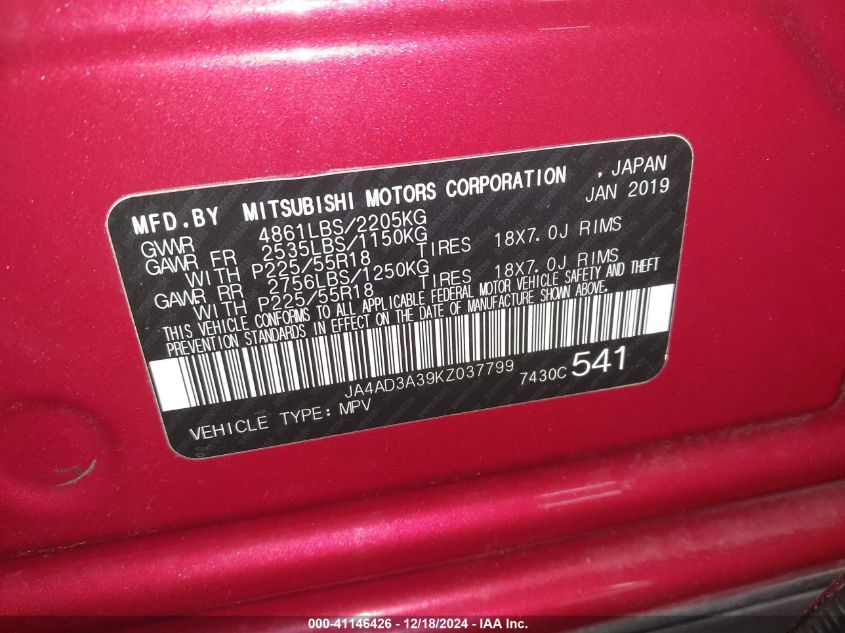 MFD.BY MITSUBISHI MOTORS CORPORATION . JAPAN
GVWR 4861LBS/2205KG JAN 2019
GAWR FR 2535LBS/1150KG
WITH P225/55R18 TIRES 18X7.0J RIMS
GAWR RR 2756LBS/1250KG
WITH P225/55R18 TIRES 18X7.0J RIMS
THIS VEHICLE CONFORMS TO ALL APPLICABLE FEDERAL MOTOR VEHICLE SAFETY AND THEFT
PREVENTION STANDARDS IN EFFECT ON THE DATE OF MANUFACTURE SHOWN ABOVE.
JA4AD3A39KZ037799 7430C 541
VEHICLE TYPE: MPV
000-41146426 - 12/18/2024 - IAA Inc.